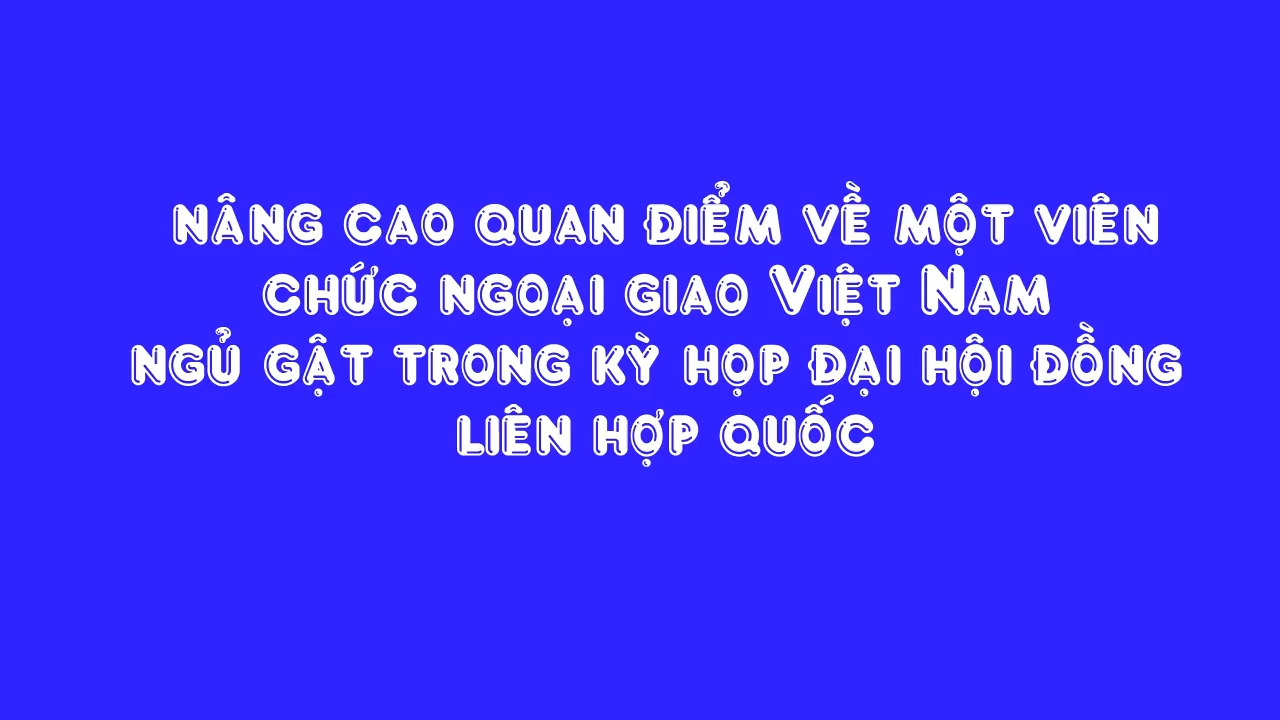 nâng cao quan điểm về một viên
chức ngoại giao Việt Nam
ngủ gật trong kỳ họp Đại hội Đồng
liên hợp quốc